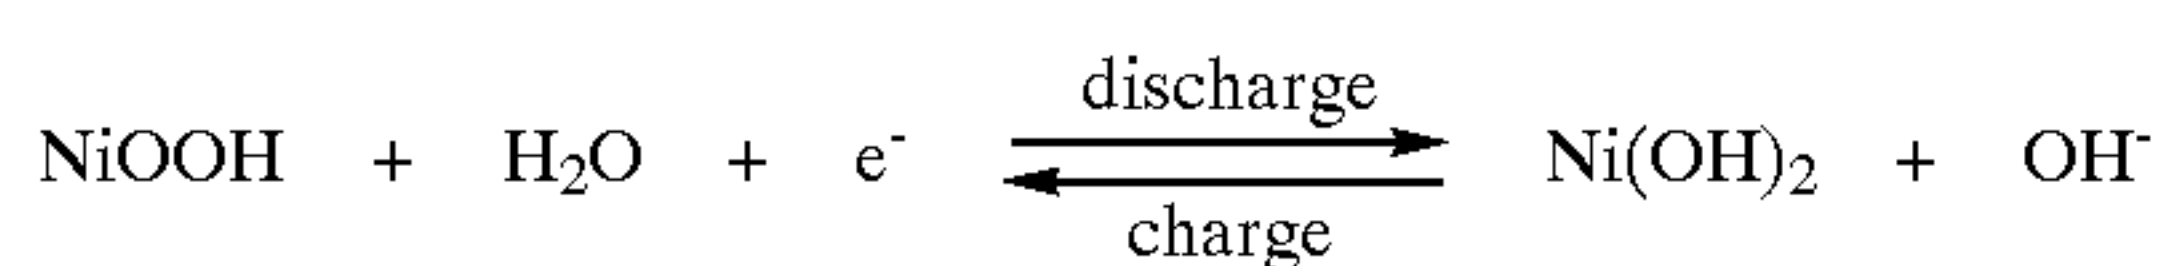 discharge
NiOOH + H₂O + e⁻ ⇌ Ni(OH)₂ + OH⁻
charge